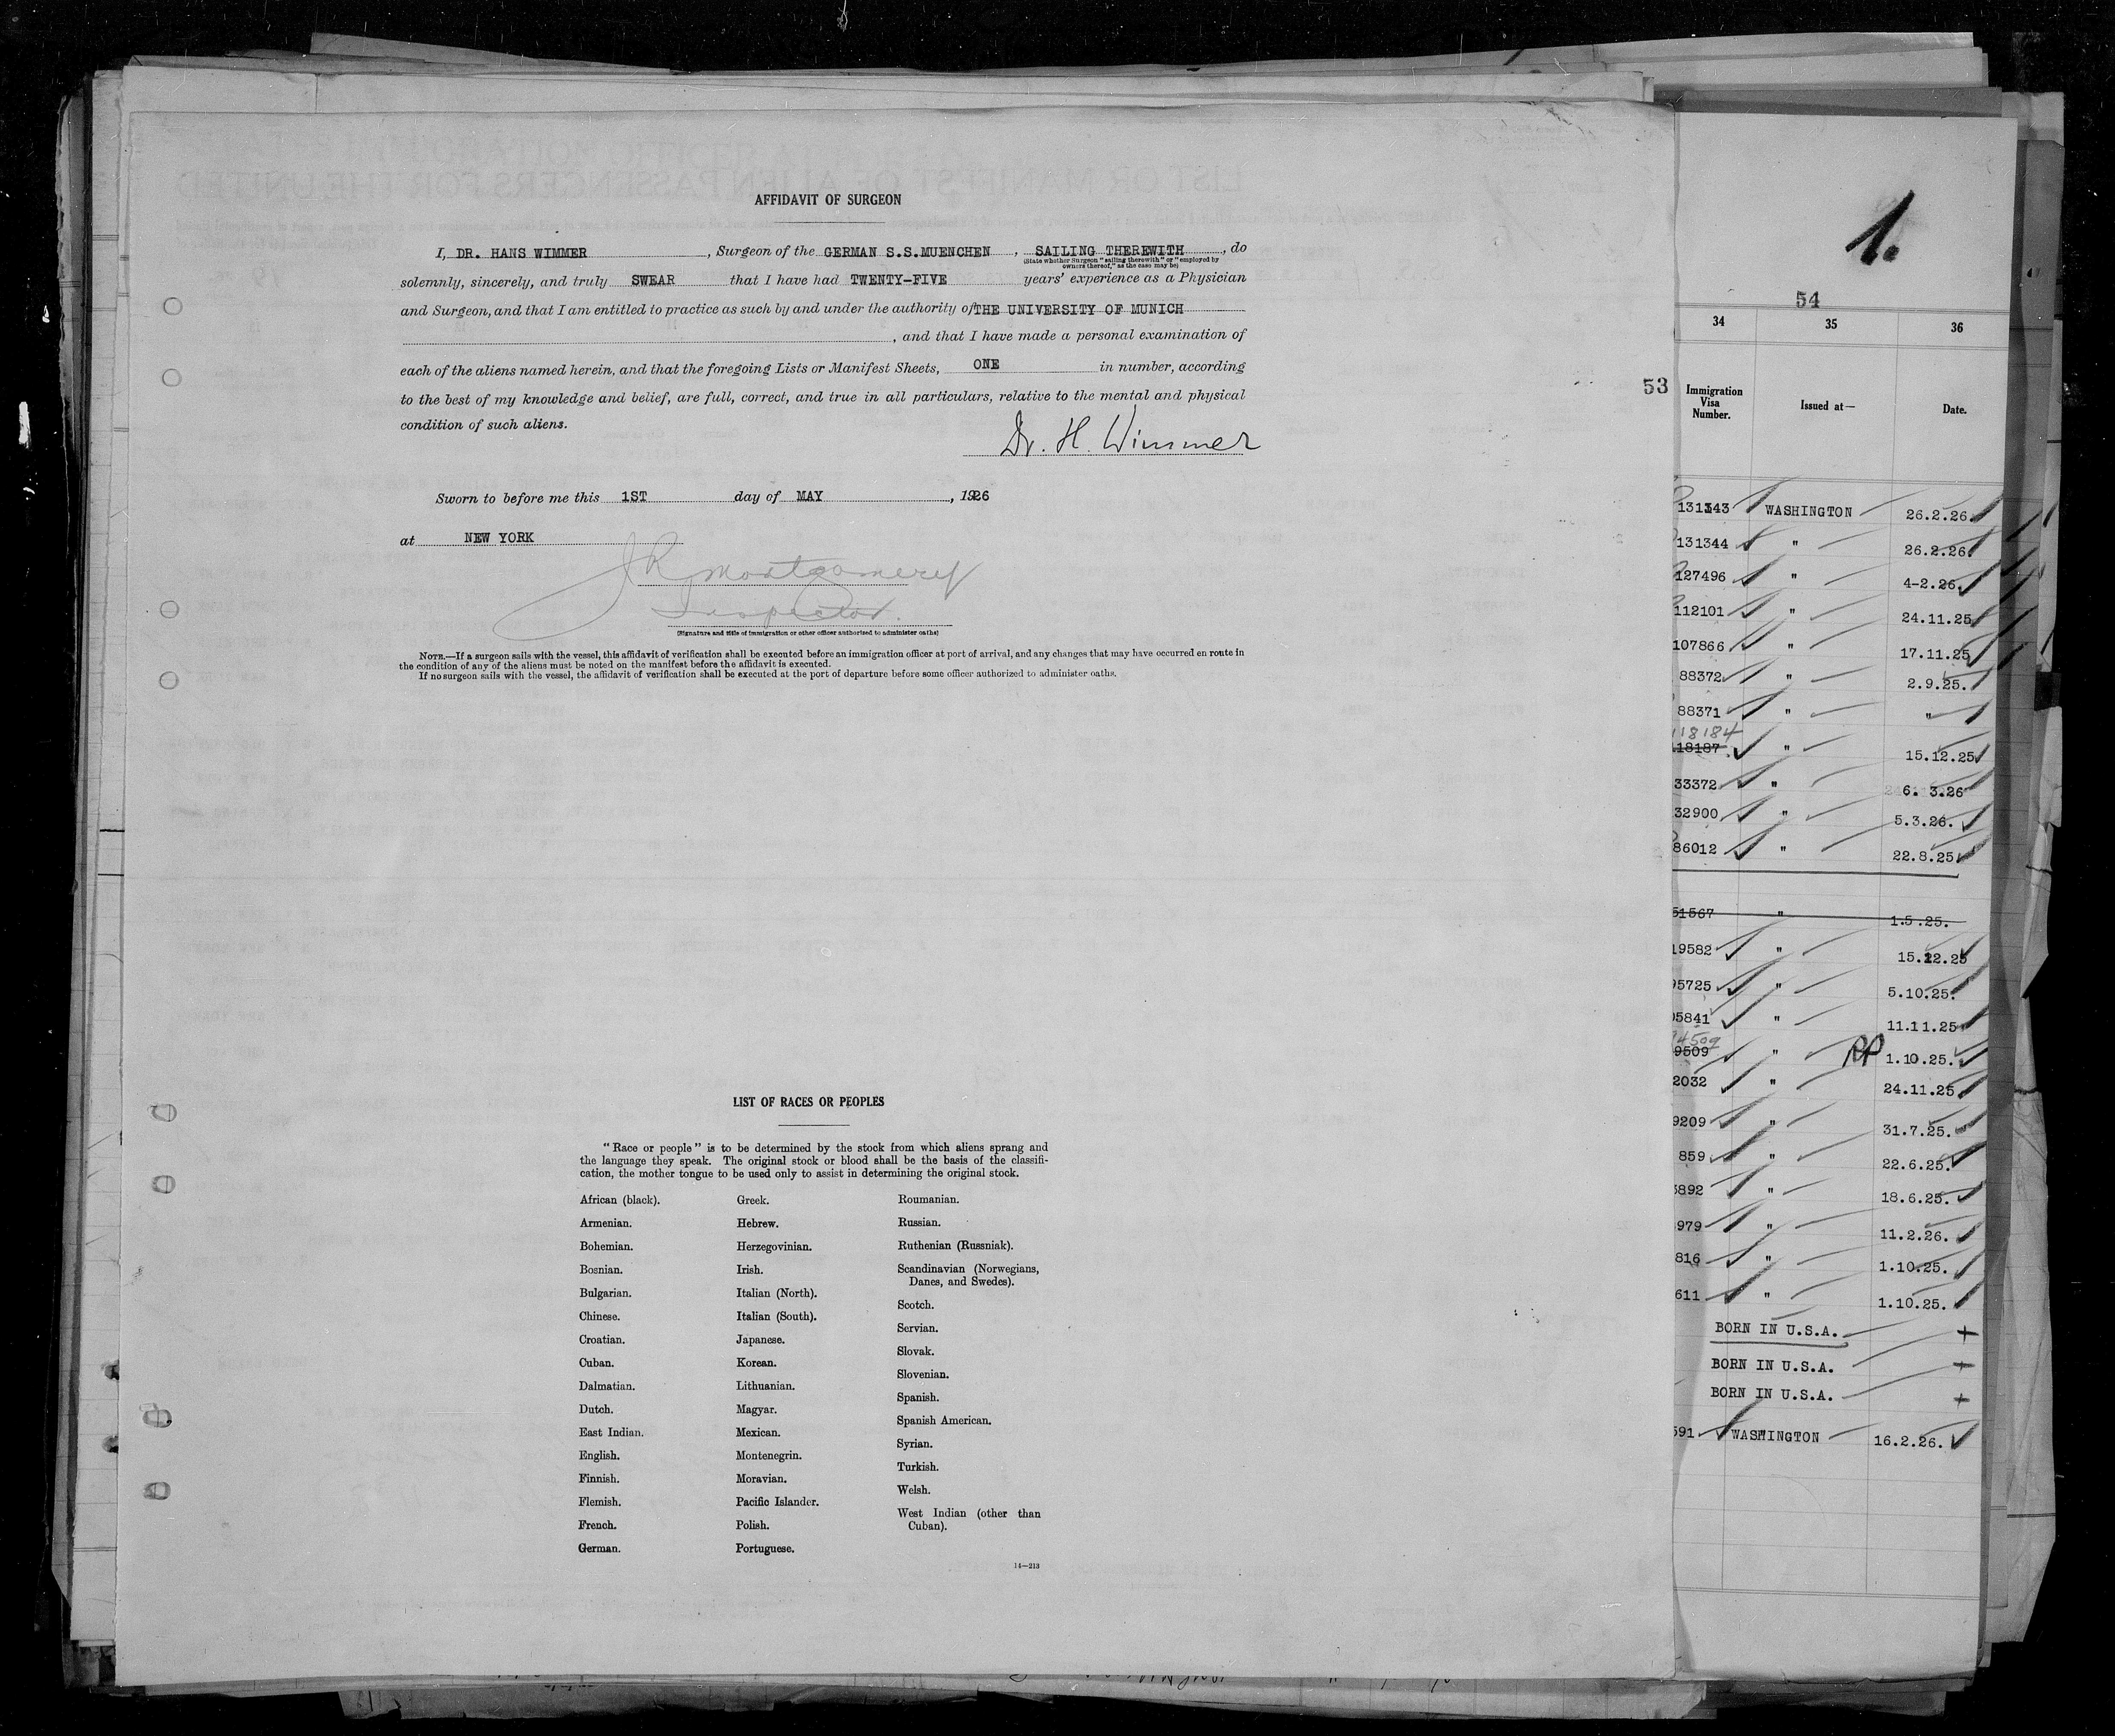 AFFIDAVIT OF SURGEON
I, DR. HANS WIMMER, Surgeon of the GERMAN S.S.MUENCHEN, SAILING THEREWITH, do
(State whether Surgeon "sailing therewith" or "employed by
owners thereof," as the case may be)
solemnly, sincerely, and truly SWEAR that I have had TWENTY-FIVE years' experience as a Physician
and Surgeon, and that I am entitled to practice as such by and under the authority of THE UNIVERSITY OF MUNICH
, and that I have made a personal examination of
each of the aliens named herein, and that the foregoing Lists or Manifest Sheets, ONE in number, according
to the best of my knowledge and belief, are full, correct, and true in all particulars, relative to the mental and physical
condition of such aliens.
Dr. H. Wimmer
Sworn to before me this 1ST day of MAY, 1926
at NEW YORK
J R Montgomery
Inspector.
(Signature and title of immigration or other officer authorized to administer oaths)
NOTE.—If a surgeon sails with the vessel, this affidavit of verification shall be executed before an immigration officer at port of arrival, and any changes that may have occurred en route in
the condition of any of the aliens must be noted on the manifest before the affidavit is executed.
If no surgeon sails with the vessel, the affidavit of verification shall be executed at the port of departure before some officer authorized to administer oaths.
LIST OF RACES OR PEOPLES
"Race or people" is to be determined by the stock from which aliens sprang and
the language they speak. The original stock or blood shall be the basis of the classifi-
cation, the mother tongue to be used only to assist in determining the original stock.
African (black).
Armenian.
Bohemian.
Bosnian.
Bulgarian.
Chinese.
Croatian.
Cuban.
Dalmatian.
Dutch.
East Indian.
English.
Finnish.
Flemish.
French.
German.
Greek.
Hebrew.
Herzegovinian.
Irish.
Italian (North).
Italian (South).
Japanese.
Korean.
Lithuanian.
Magyar.
Mexican.
Montenegrin.
Moravian.
Pacific Islander.
Polish.
Portuguese.
Roumanian.
Russian.
Ruthenian (Russniak).
Scandinavian (Norwegians,
Danes, and Swedes).
Scotch.
Servian.
Slovak.
Slovenian.
Spanish.
Spanish American.
Syrian.
Turkish.
Welsh.
West Indian (other than
Cuban).
14—213
53
1.
54
34 35 36
Immigration
Visa
Number.
Issued at—
Date.
131343 WASHINGTON 26.2.26.
131344 " 26.2.26.
127496 " 4-2.26.
112101 " 24.11.25
107866 " 17.11.25
88372 " 2.9.25.
88371 " "
118184
18187 " 15.12.25
33372 " 6. 3.26
32900 " 5.3.26.
86012 " 22.8.25
51567 " 1.5.25.
19582 " 15.12.25
95725 " 5.10.25.
05841 " 11.11.25
4509
9509 " RP 1.10.25.
2032 " 24.11.25
9209 " 31.7.25.
859 " 22.6.25.
892 " 18.6.25.
979 " 11.2.26.
816 " 1.10.25.
611 " 1.10.25.
BORN IN U.S.A. +
BORN IN U.S.A. +
BORN IN U.S.A. +
591 WASHINGTON 16.2.26.